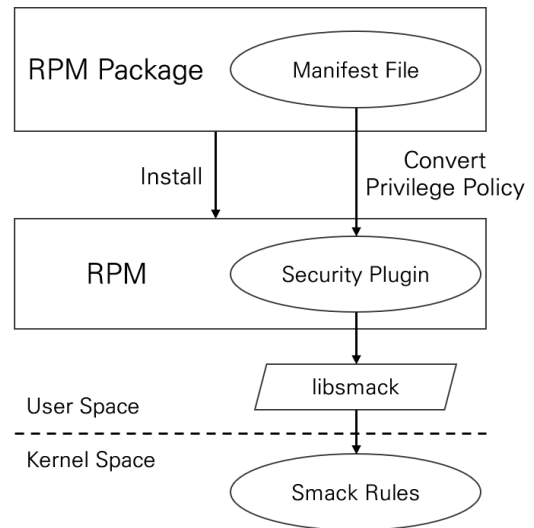 RPM Package
Manifest File
Install
Convert
Privilege Policy
RPM
Security Plugin
libsmack
User Space
Kernel Space
Smack Rules